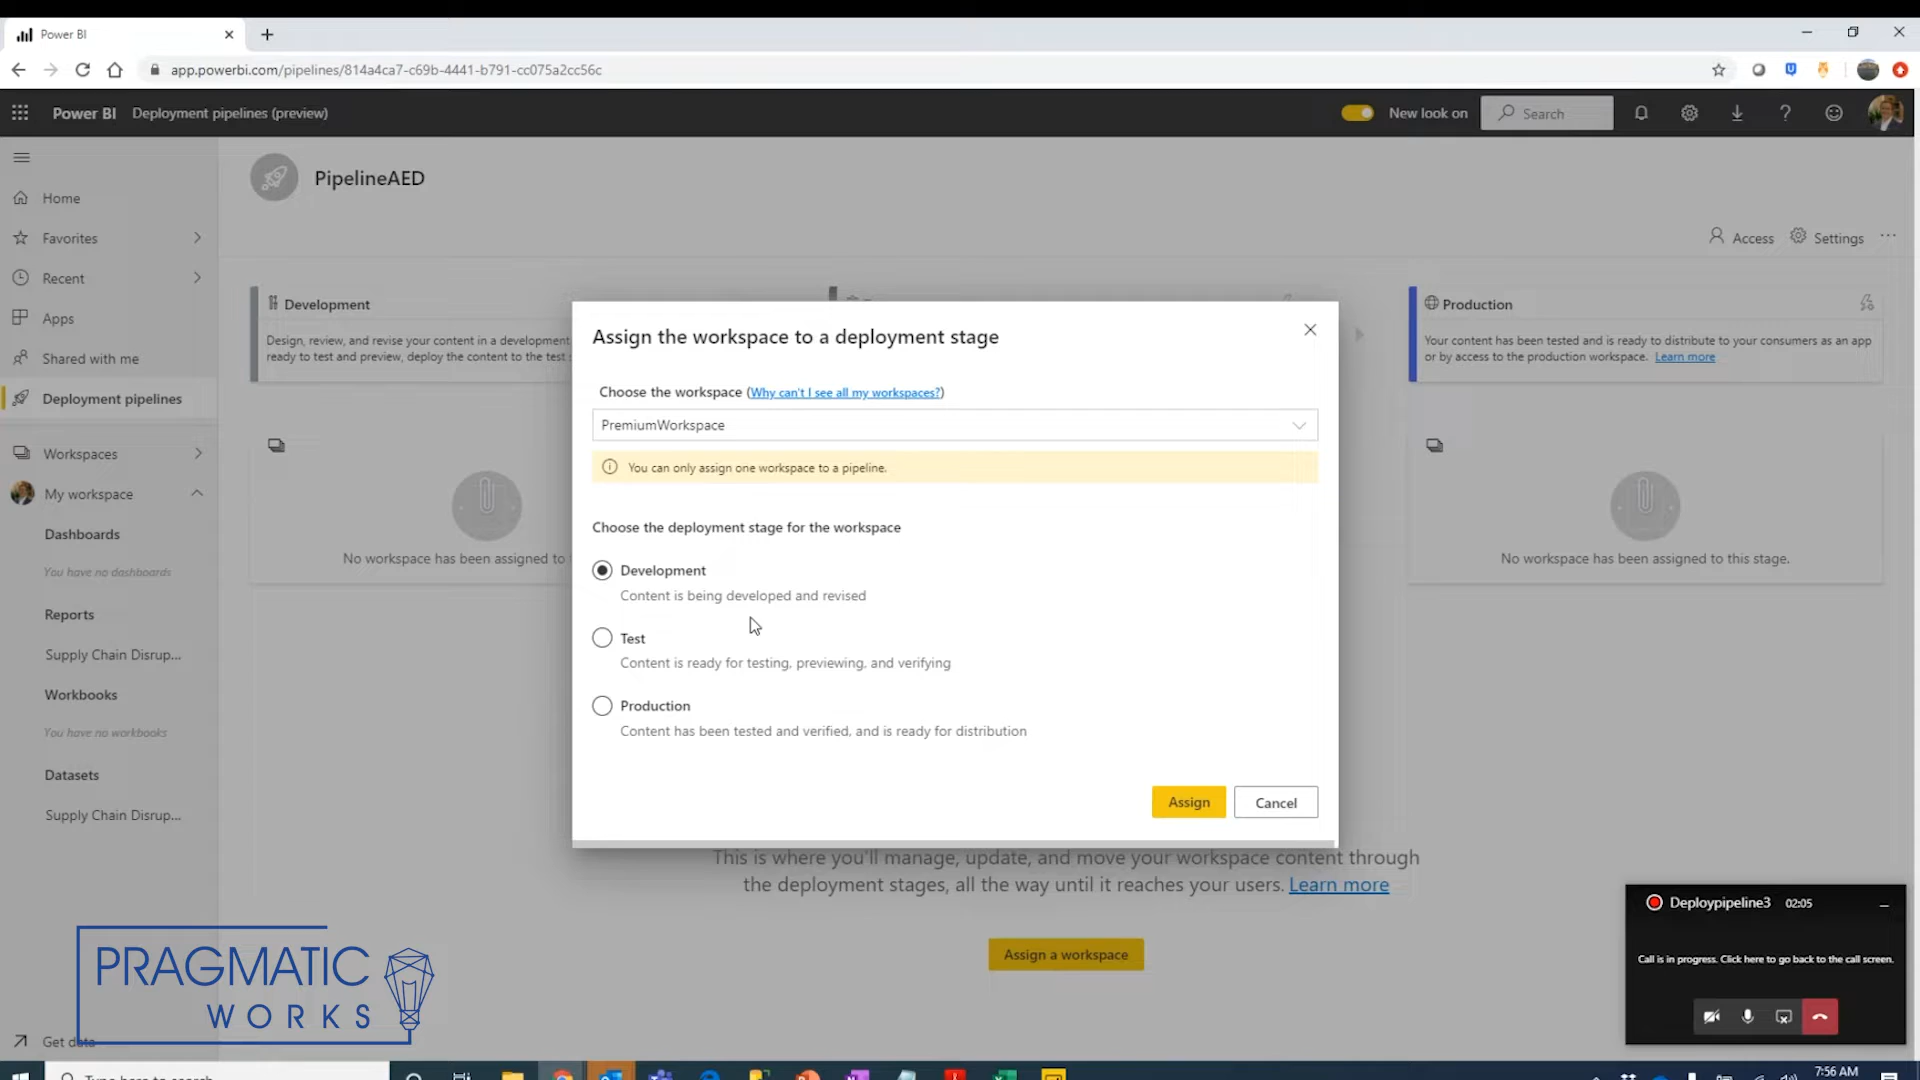 Power BI
app.powerbi.com/pipelines/814a4ca7-c69b-4441-b791-cc075a2cc56c
Power BI Deployment pipelines (preview)
New look on
Search
PipelineAED
Home
Favorites
Recent
Apps
Shared with me
Deployment pipelines
Workspaces
My workspace
Dashboards
You have no dashboards
Reports
Supply Chain Disrup...
Workbooks
You have no workbooks
Datasets
Supply Chain Disrup...
Get data
Access
Settings
Development
Design, review, and revise your content in a development
ready to test and preview, deploy the content to the test
No workspace has been assigned to
Production
Your content has been tested and is ready to distribute to your consumers as an app
or by access to the production workspace. Learn more
No workspace has been assigned to this stage.
Assign the workspace to a deployment stage
Choose the workspace (Why can't I see all my workspaces?)
PremiumWorkspace
You can only assign one workspace to a pipeline.
Choose the deployment stage for the workspace
Development
Content is being developed and revised
Test
Content is ready for testing, previewing, and verifying
Production
Content has been tested and verified, and is ready for distribution
Assign
Cancel
This is where you'll manage, update, and move your workspace content through
the deployment stages, all the way until it reaches your users. Learn more
Assign a workspace
Deploypipeline3 02:05
Call is in progress. Click here to go back to the call screen.
PRAGMATIC
WORKS
Type here to search
7:56 AM